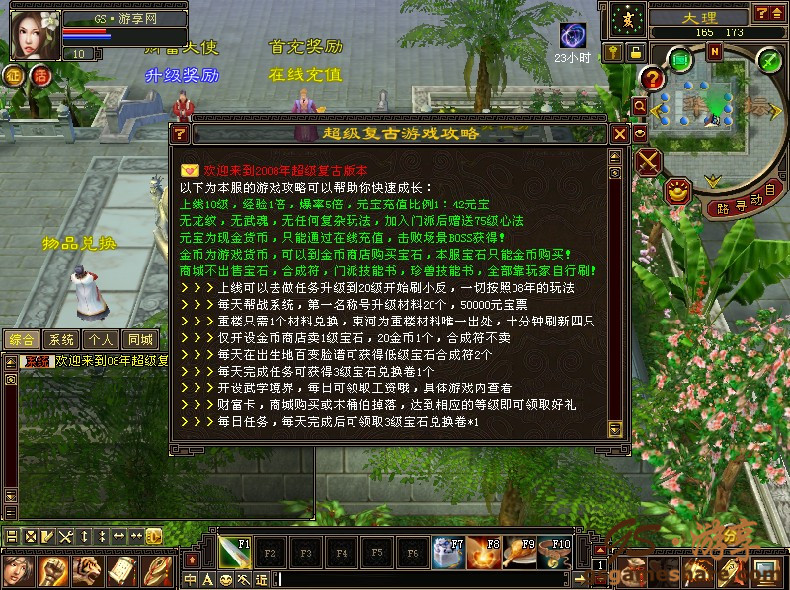 GS·游享网
10
财富大使
首充奖励
升级奖励
在线充值
征
活
23小时
大理
165 173
N
自动寻路
物品兑换
超级复古游戏攻略
欢迎来到2008年超级复古版本
以下为本服的游戏攻略可以帮助你快速成长：
上线10级，经验1倍，爆率5倍，元宝充值比例1：42元宝
无龙纹，无武魂，无任何复杂玩法，加入门派后赠送75级心法
元宝为现金货币，只能通过在线充值，击败场景BOSS获得！
金币为游戏货币，可以到金币商店购买宝石，本服宝石只能金币购买！
商城不出售宝石，合成符，门派技能书，珍兽技能书，全部靠玩家自行刷！
＞＞＞上线可以去做任务升级到20级开始刷小反，一切按照08年的玩法
＞＞＞每天帮战系统，第一名称号升级材料20个，50000元宝票
＞＞＞重楼只需1个材料兑换，束河为重楼材料唯一出处，十分钟刷新四只
＞＞＞仅开设金币商店卖1级宝石，20金币1个，合成符不卖
＞＞＞每天在出生地百变脸谱可获得低级宝石合成符2个
＞＞＞每天完成任务可获得3级宝石兑换卷1个
＞＞＞开设武学境界，每日可领取工资哦，具体游戏内查看
＞＞＞财富卡，商城购买或木桶伯掉落，达到相应的等级即可领取好礼
＞＞＞每日任务，每天完成后可领取3级宝石兑换卷*1
综合 系统 个人 同城
系统 欢迎来到08年超级复
F1 F2 F3 F4 F5 F6 F7 F8 F9 F10
1
中 A 近
GS·游享